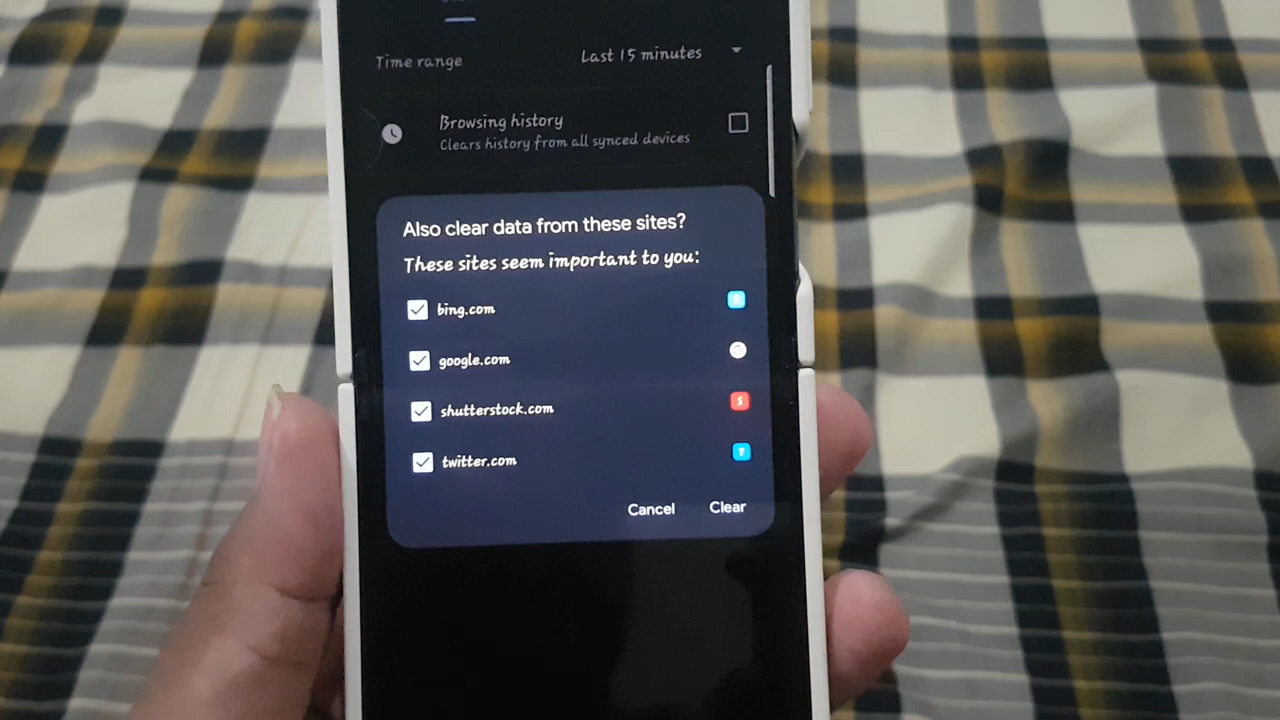 Time range
Last 15 minutes
Browsing history
Clears history from all synced devices
Also clear data from these sites?
These sites seem important to you:
bing.com
google.com
shutterstock.com
S
twitter.com
T
Cancel
Clear